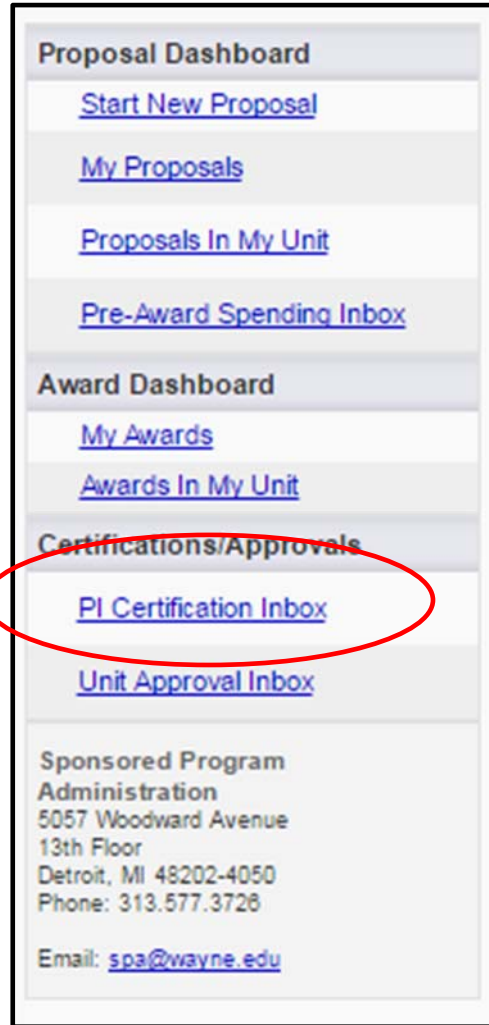 Proposal Dashboard
Start New Proposal
My Proposals
Proposals In My Unit
Pre-Award Spending Inbox
Award Dashboard
My Awards
Awards In My Unit
Certifications/Approvals
PI Certification Inbox
Unit Approval Inbox
Sponsored Program
Administration
5057 Woodward Avenue
13th Floor
Detroit, MI 48202-4050
Phone: 313.577.3726
Email: spa@wayne.edu